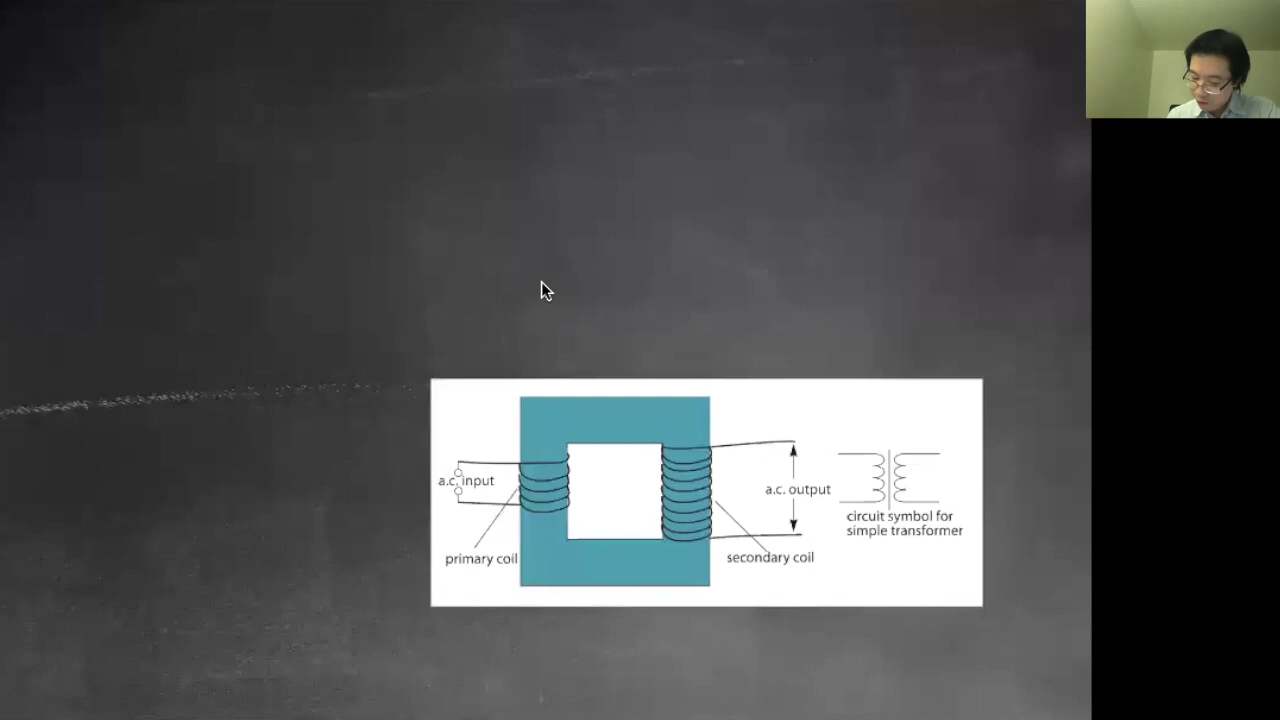 a.c. input
primary coil
a.c. output
secondary coil
circuit symbol for
simple transformer